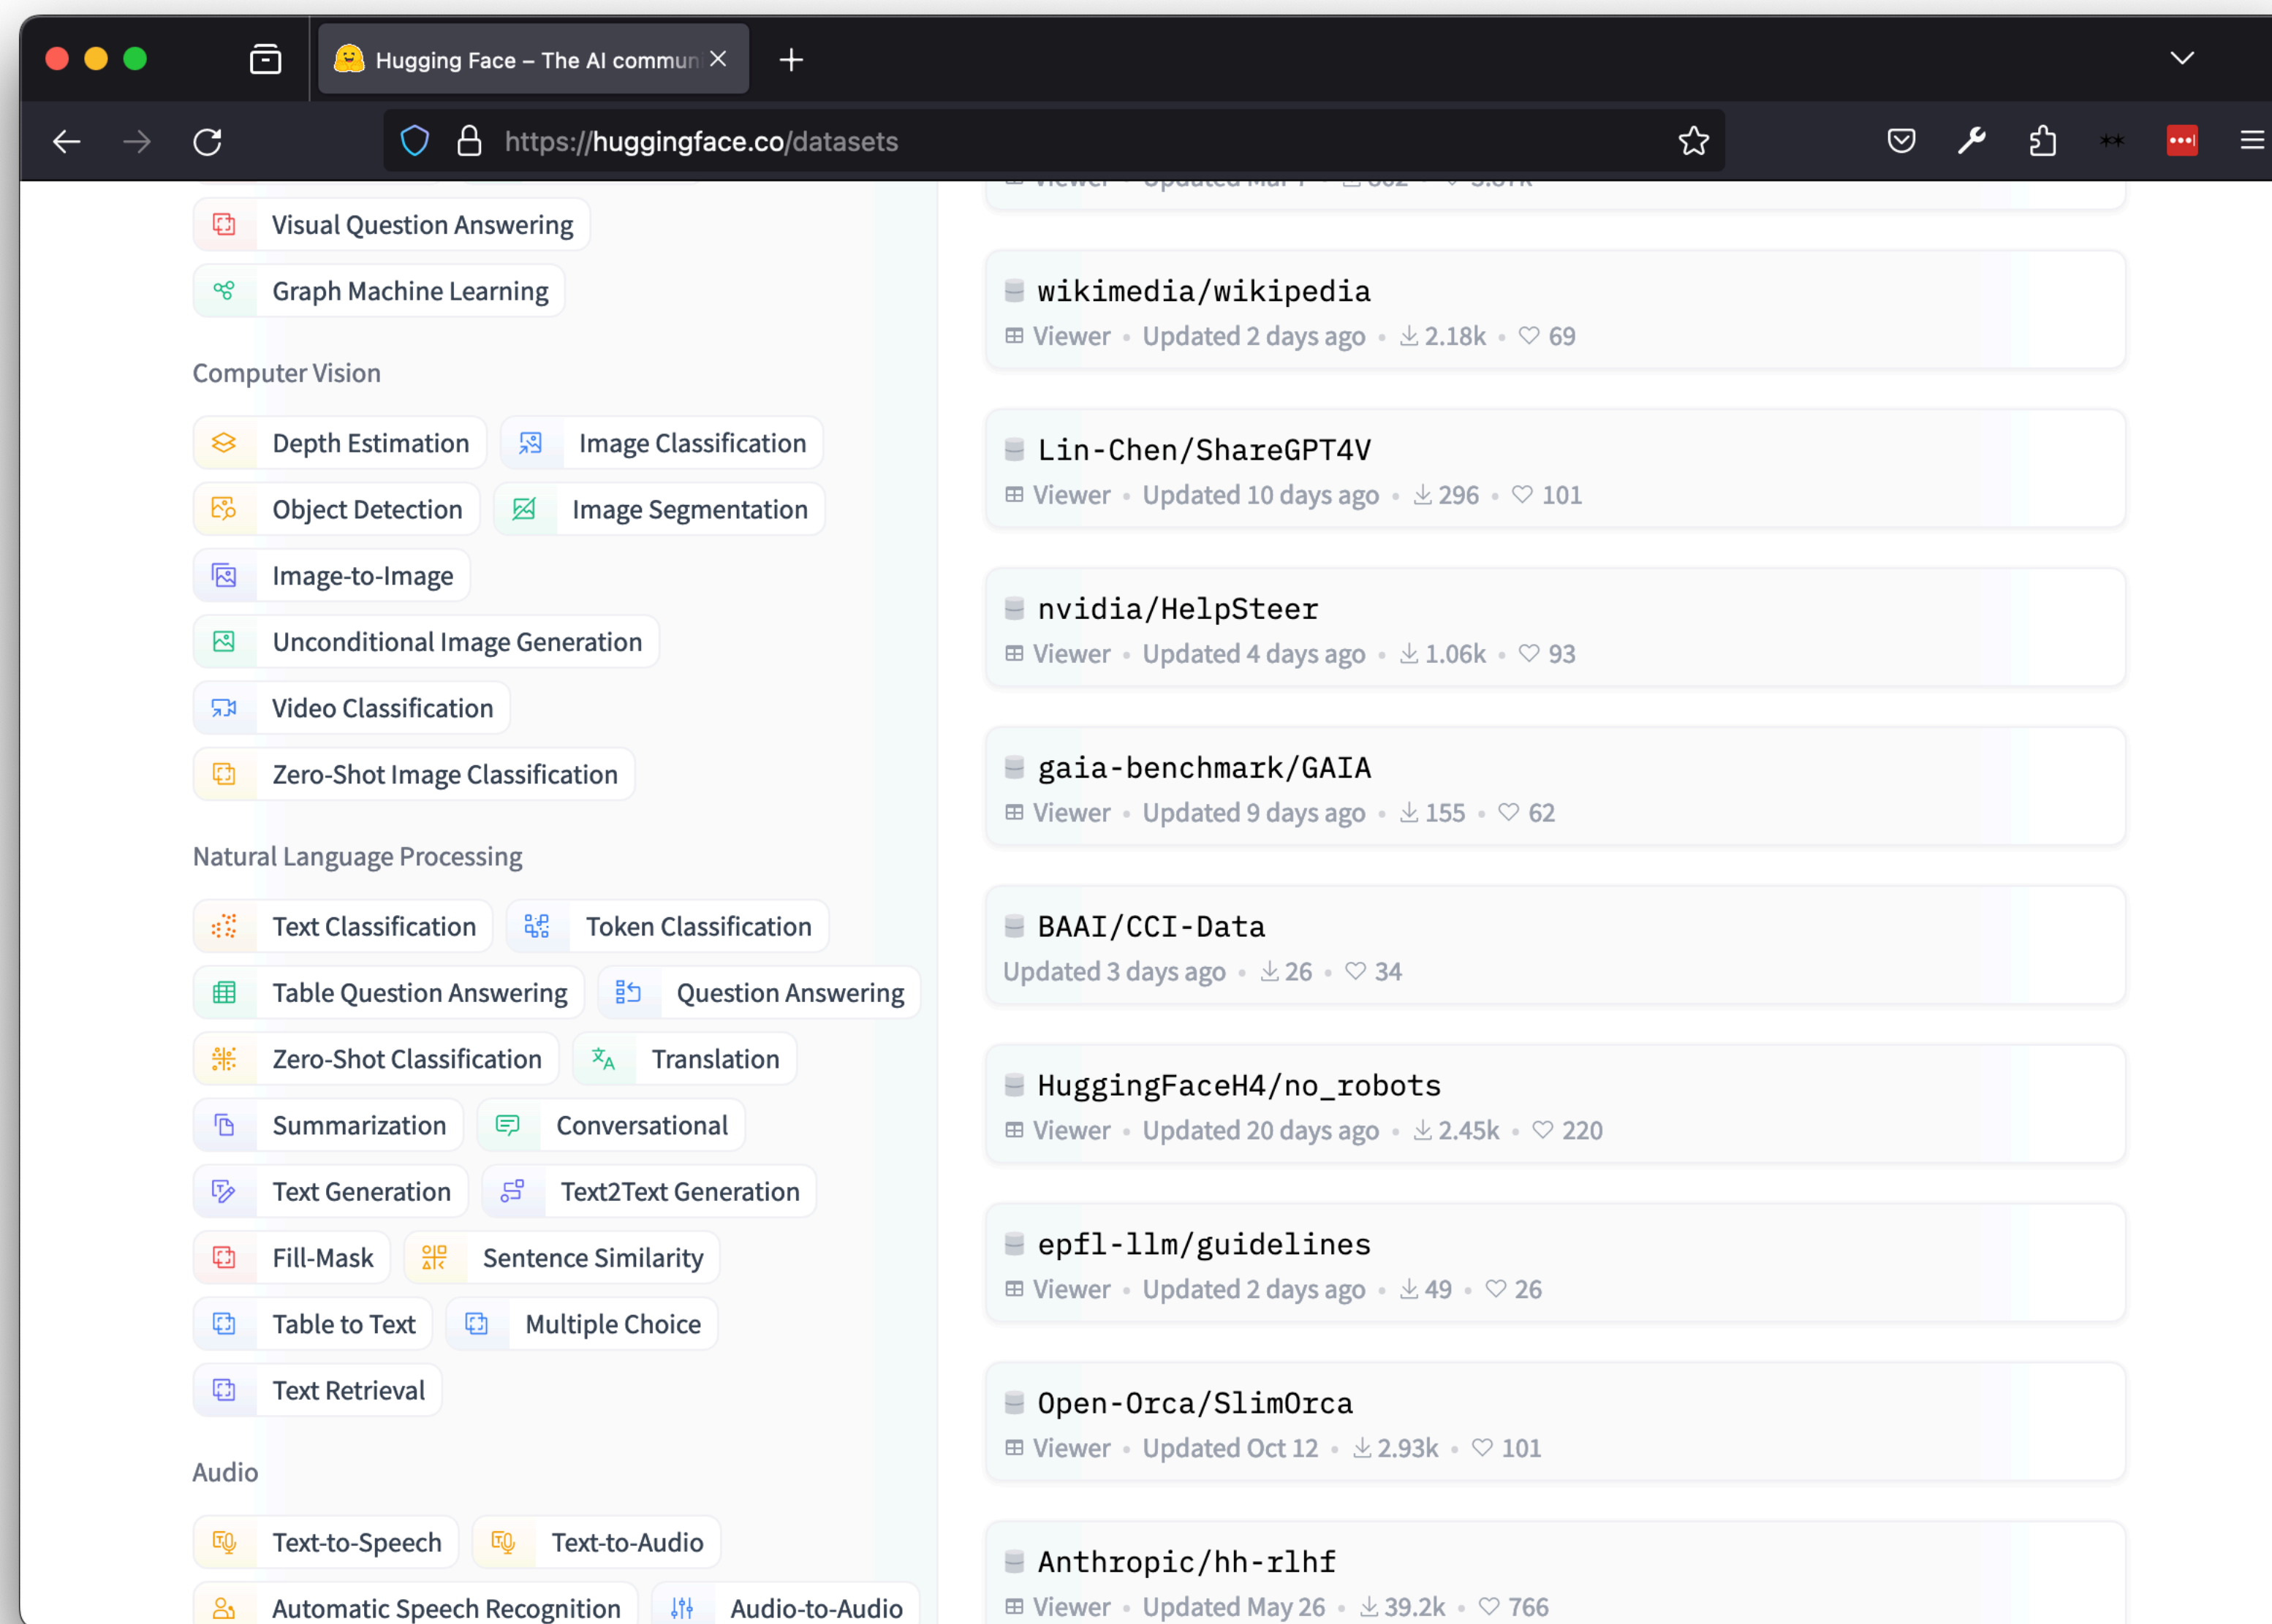 Hugging Face – The AI commun
https://huggingface.co/datasets
Visual Question Answering
Graph Machine Learning
Computer Vision
Depth Estimation Image Classification
Object Detection Image Segmentation
Image-to-Image
Unconditional Image Generation
Video Classification
Zero-Shot Image Classification
Natural Language Processing
Text Classification Token Classification
Table Question Answering Question Answering
Zero-Shot Classification Translation
Summarization Conversational
Text Generation Text2Text Generation
Fill-Mask Sentence Similarity
Table to Text Multiple Choice
Text Retrieval
Audio
Text-to-Speech Text-to-Audio
Automatic Speech Recognition Audio-to-Audio
wikimedia/wikipedia
Viewer • Updated 2 days ago • 2.18k • 69
Lin-Chen/ShareGPT4V
Viewer • Updated 10 days ago • 296 • 101
nvidia/HelpSteer
Viewer • Updated 4 days ago • 1.06k • 93
gaia-benchmark/GAIA
Viewer • Updated 9 days ago • 155 • 62
BAAI/CCI-Data
Updated 3 days ago • 26 • 34
HuggingFaceH4/no_robots
Viewer • Updated 20 days ago • 2.45k • 220
epfl-llm/guidelines
Viewer • Updated 2 days ago • 49 • 26
Open-Orca/SlimOrca
Viewer • Updated Oct 12 • 2.93k • 101
Anthropic/hh-rlhf
Viewer • Updated May 26 • 39.2k • 766